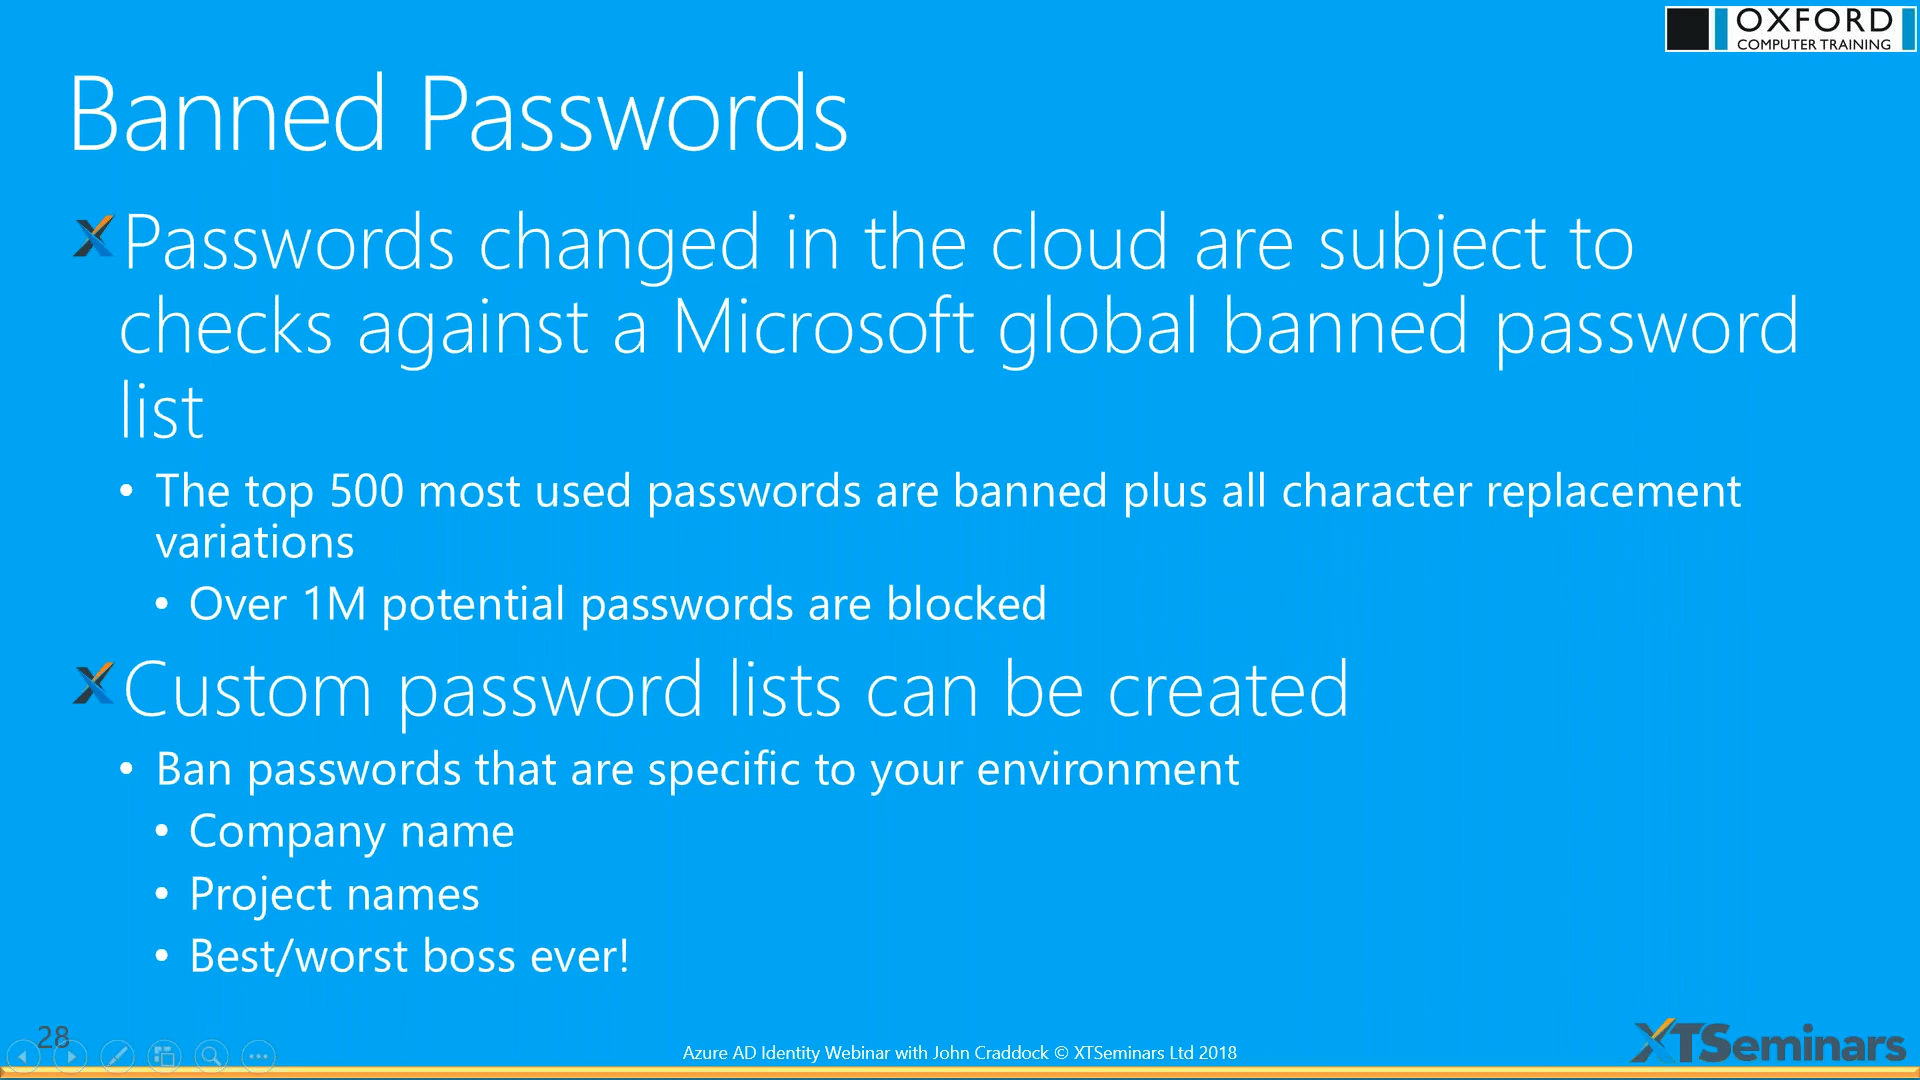 OXFORD
COMPUTER TRAINING
Banned Passwords
Passwords changed in the cloud are subject to
checks against a Microsoft global banned password
list
• The top 500 most used passwords are banned plus all character replacement
variations
• Over 1M potential passwords are blocked
Custom password lists can be created
• Ban passwords that are specific to your environment
• Company name
• Project names
• Best/worst boss ever!
28
Azure AD Identity Webinar with John Craddock © XTSeminars Ltd 2018
XTSeminars